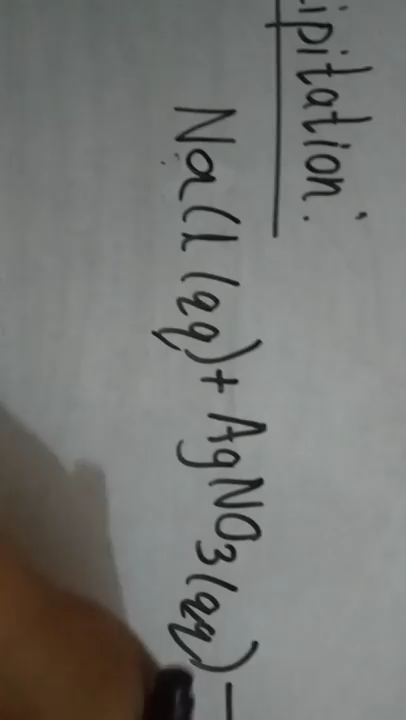 ipitation:
NaCl (aq) + AgNO3 (aq) –